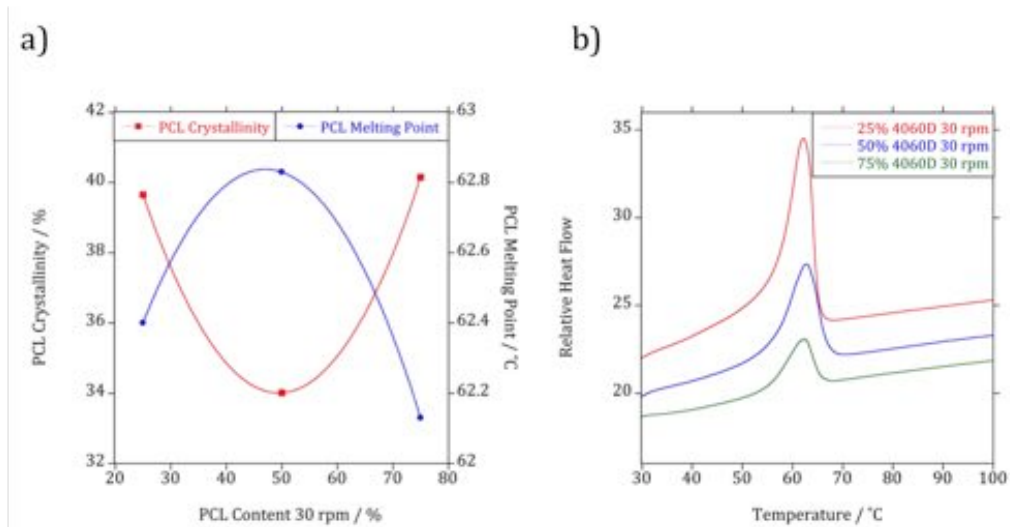 a)
PCL Crystallinity
PCL Melting Point
42
40
38
36
34
32
PCL Crystallinity / %
63
62.8
62.6
62.4
62.2
62
PCL Melting Point / ˚C
20 30 40 50 60 70 80
PCL Content 30 rpm / %
b)
25% 4060D 30 rpm
50% 4060D 30 rpm
75% 4060D 30 rpm
35
30
25
20
Relative Heat Flow
30 40 50 60 70 80 90 100
Temperature / ˚C